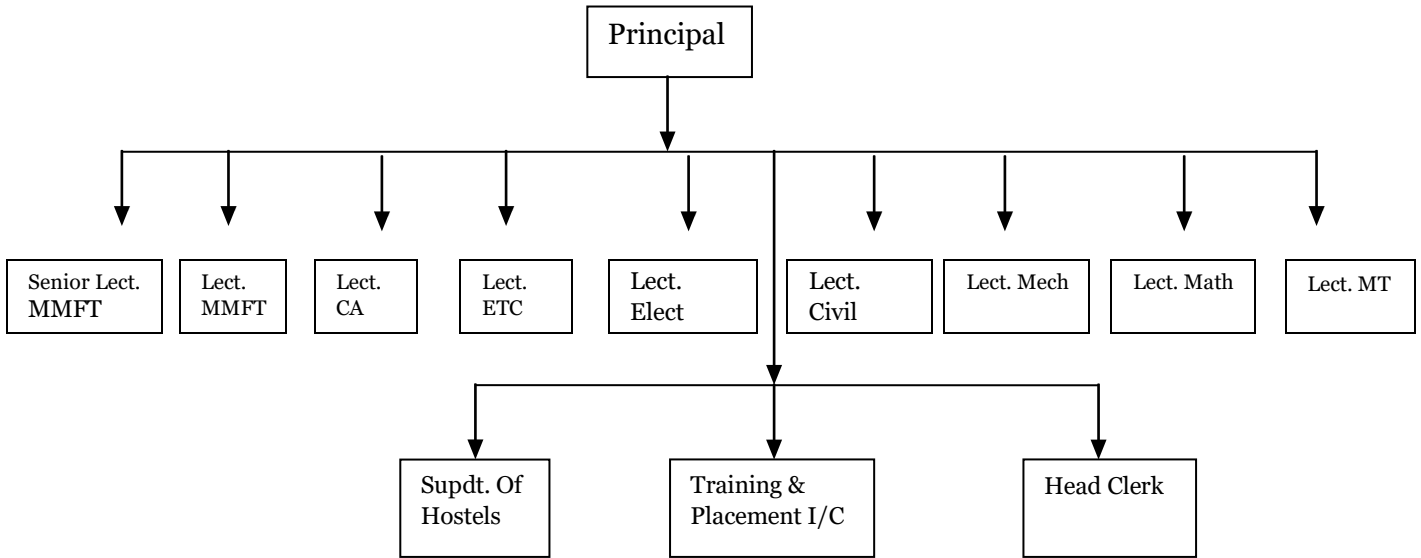 Principal
Senior Lect.
MMFT
Lect.
MMFT
Lect.
CA
Lect.
ETC
Lect.
Elect
Lect.
Civil
Lect. Mech
Lect. Math
Lect. MT
Supdt. Of
Hostels
Training &
Placement I/C
Head Clerk